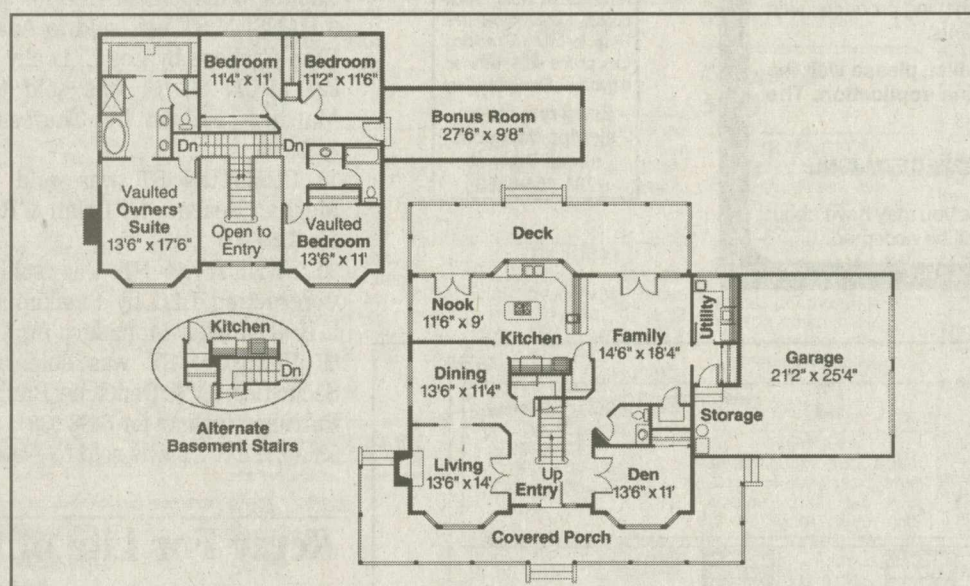 Bedroom
11'4" x 11'
Bedroom
11'2" x 11'6"
Bonus Room
27'6" x 9'8"
Dn
Dn
Vaulted
Owners'
Suite
13'6" x 17'6"
Open to
Entry
Vaulted
Bedroom
13'6" x 11'
Kitchen
Dn
Alternate
Basement Stairs
Deck
Nook
11'6" x 9'
Kitchen
Family
14'6" x 18'4"
Utility
Garage
21'2" x 25'4"
Dining
13'6" x 11'4"
Storage
Living
13'6" x 14'
Up
Entry
Den
13'6" x 11'
Covered Porch